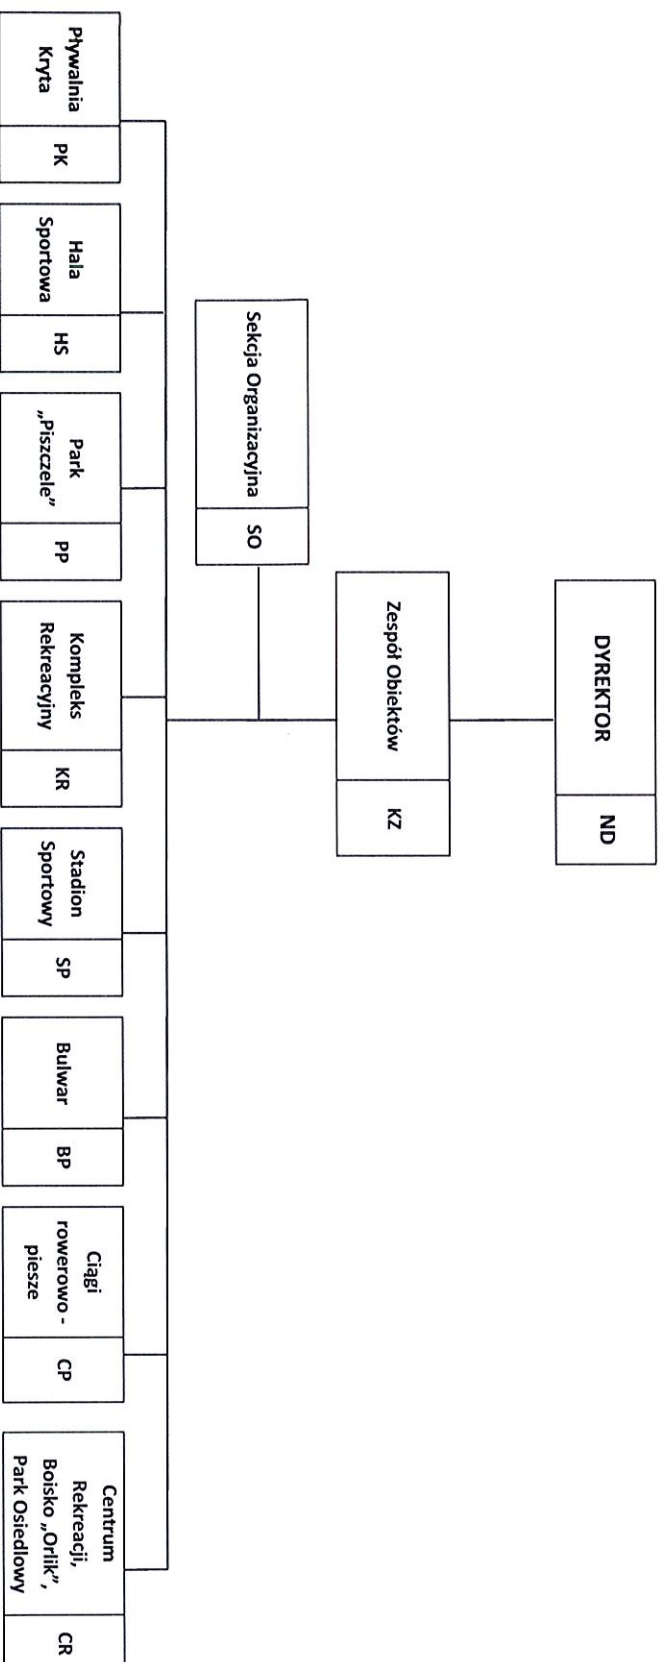 DYREKTOR
ND
Zespół Obiektów
KZ
Sekcja Organizacyjna
SO
Pływalnia
Kryta
PK
Hala
Sportowa
HS
Park
„Piszczele”
PP
Kompleks
Rekreacyjny
KR
Stadion
Sportowy
SP
Bulwar
BP
Ciągi
rowerowo -
piesze
CP
Centrum
Rekreacji,
Boisko „Orlik”,
Park Osiedlowy
CR